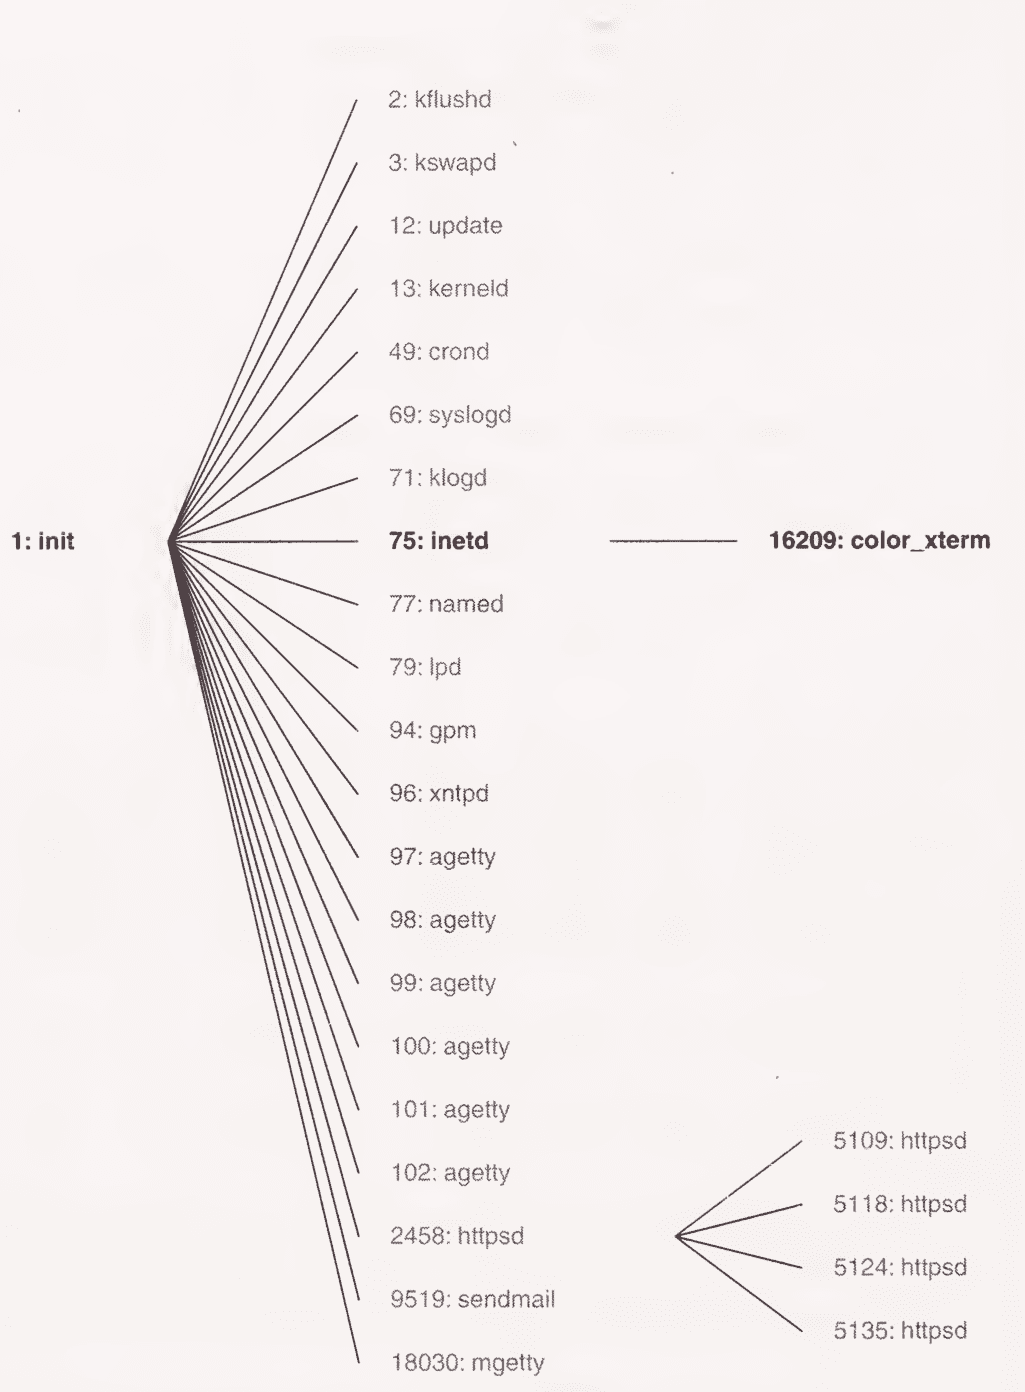 2: kflushd
3: kswapd
12: update
13: kerneld
49: crond
69: syslogd
71: klogd
1: init
75: inetd
16209: color_xterm
77: named
79: lpd
94: gpm
96: xntpd
97: agetty
98: agetty
99: agetty
100: agetty
101: agetty
102: agetty
2458: httpsd
9519: sendmail
18030: mgetty
5109: httpsd
5118: httpsd
5124: httpsd
5135: httpsd